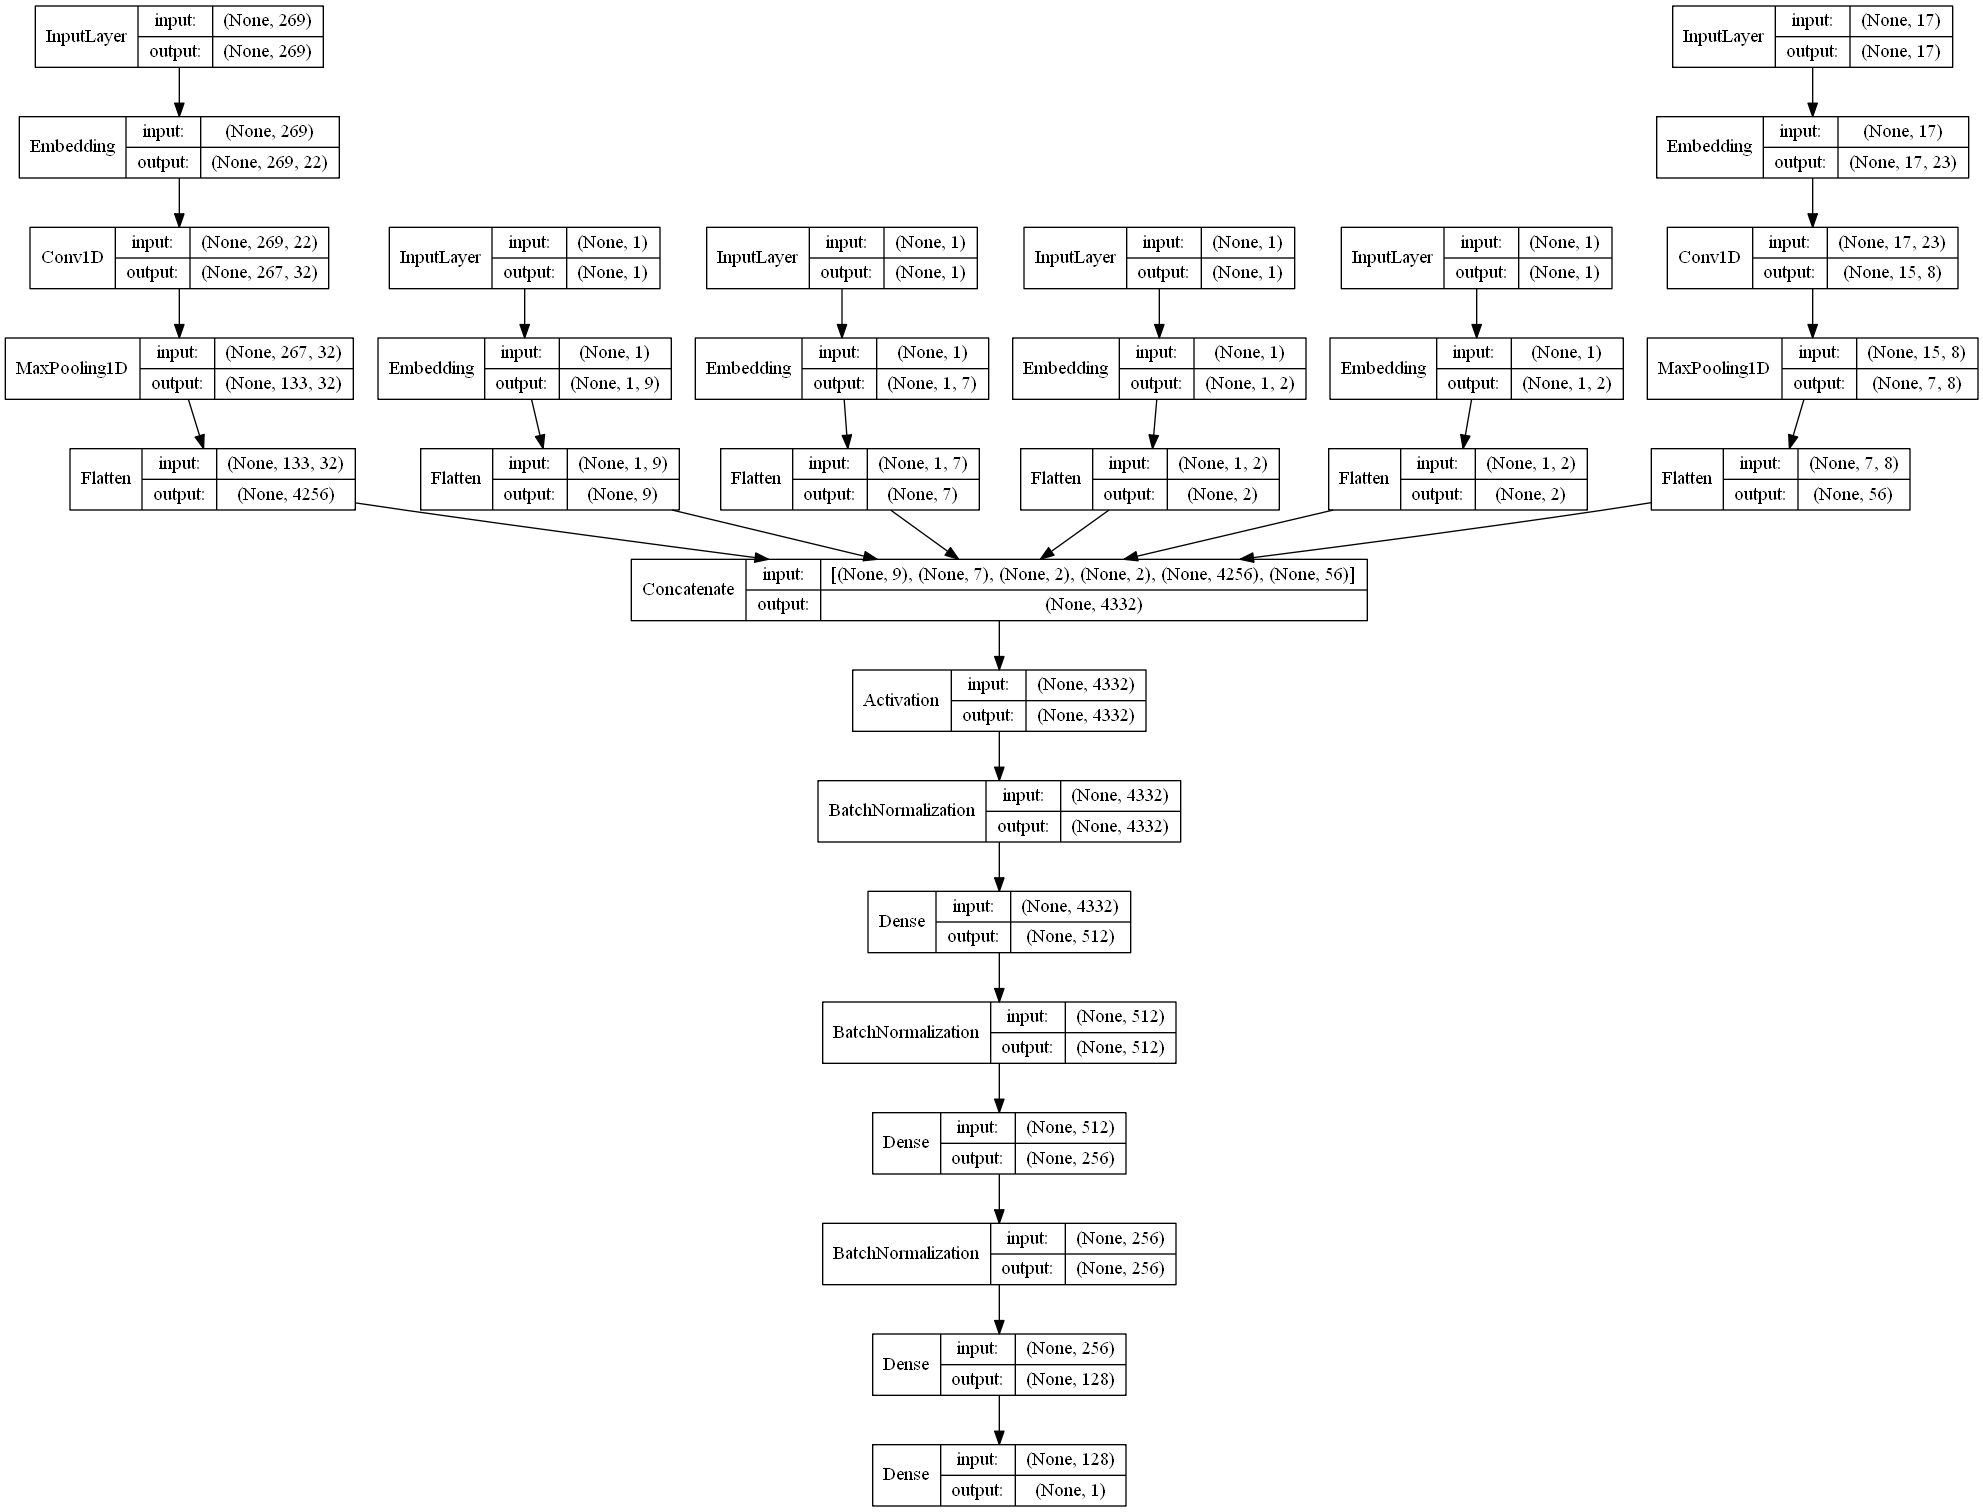 InputLayer input: (None, 269)
output: (None, 269)
InputLayer input: (None, 17)
output: (None, 17)
Embedding input: (None, 269)
output: (None, 269, 22)
Embedding input: (None, 17)
output: (None, 17, 23)
Conv1D input: (None, 269, 22)
output: (None, 267, 32)
InputLayer input: (None, 1)
output: (None, 1)
InputLayer input: (None, 1)
output: (None, 1)
InputLayer input: (None, 1)
output: (None, 1)
InputLayer input: (None, 1)
output: (None, 1)
Conv1D input: (None, 17, 23)
output: (None, 15, 8)
MaxPooling1D input: (None, 267, 32)
output: (None, 133, 32)
Embedding input: (None, 1)
output: (None, 1, 9)
Embedding input: (None, 1)
output: (None, 1, 7)
Embedding input: (None, 1)
output: (None, 1, 2)
Embedding input: (None, 1)
output: (None, 1, 2)
MaxPooling1D input: (None, 15, 8)
output: (None, 7, 8)
Flatten input: (None, 133, 32)
output: (None, 4256)
Flatten input: (None, 1, 9)
output: (None, 9)
Flatten input: (None, 1, 7)
output: (None, 7)
Flatten input: (None, 1, 2)
output: (None, 2)
Flatten input: (None, 1, 2)
output: (None, 2)
Flatten input: (None, 7, 8)
output: (None, 56)
Concatenate input: [(None, 9), (None, 7), (None, 2), (None, 2), (None, 4256), (None, 56)]
output: (None, 4332)
Activation input: (None, 4332)
output: (None, 4332)
BatchNormalization input: (None, 4332)
output: (None, 4332)
Dense input: (None, 4332)
output: (None, 512)
BatchNormalization input: (None, 512)
output: (None, 512)
Dense input: (None, 512)
output: (None, 256)
BatchNormalization input: (None, 256)
output: (None, 256)
Dense input: (None, 256)
output: (None, 128)
Dense input: (None, 128)
output: (None, 1)